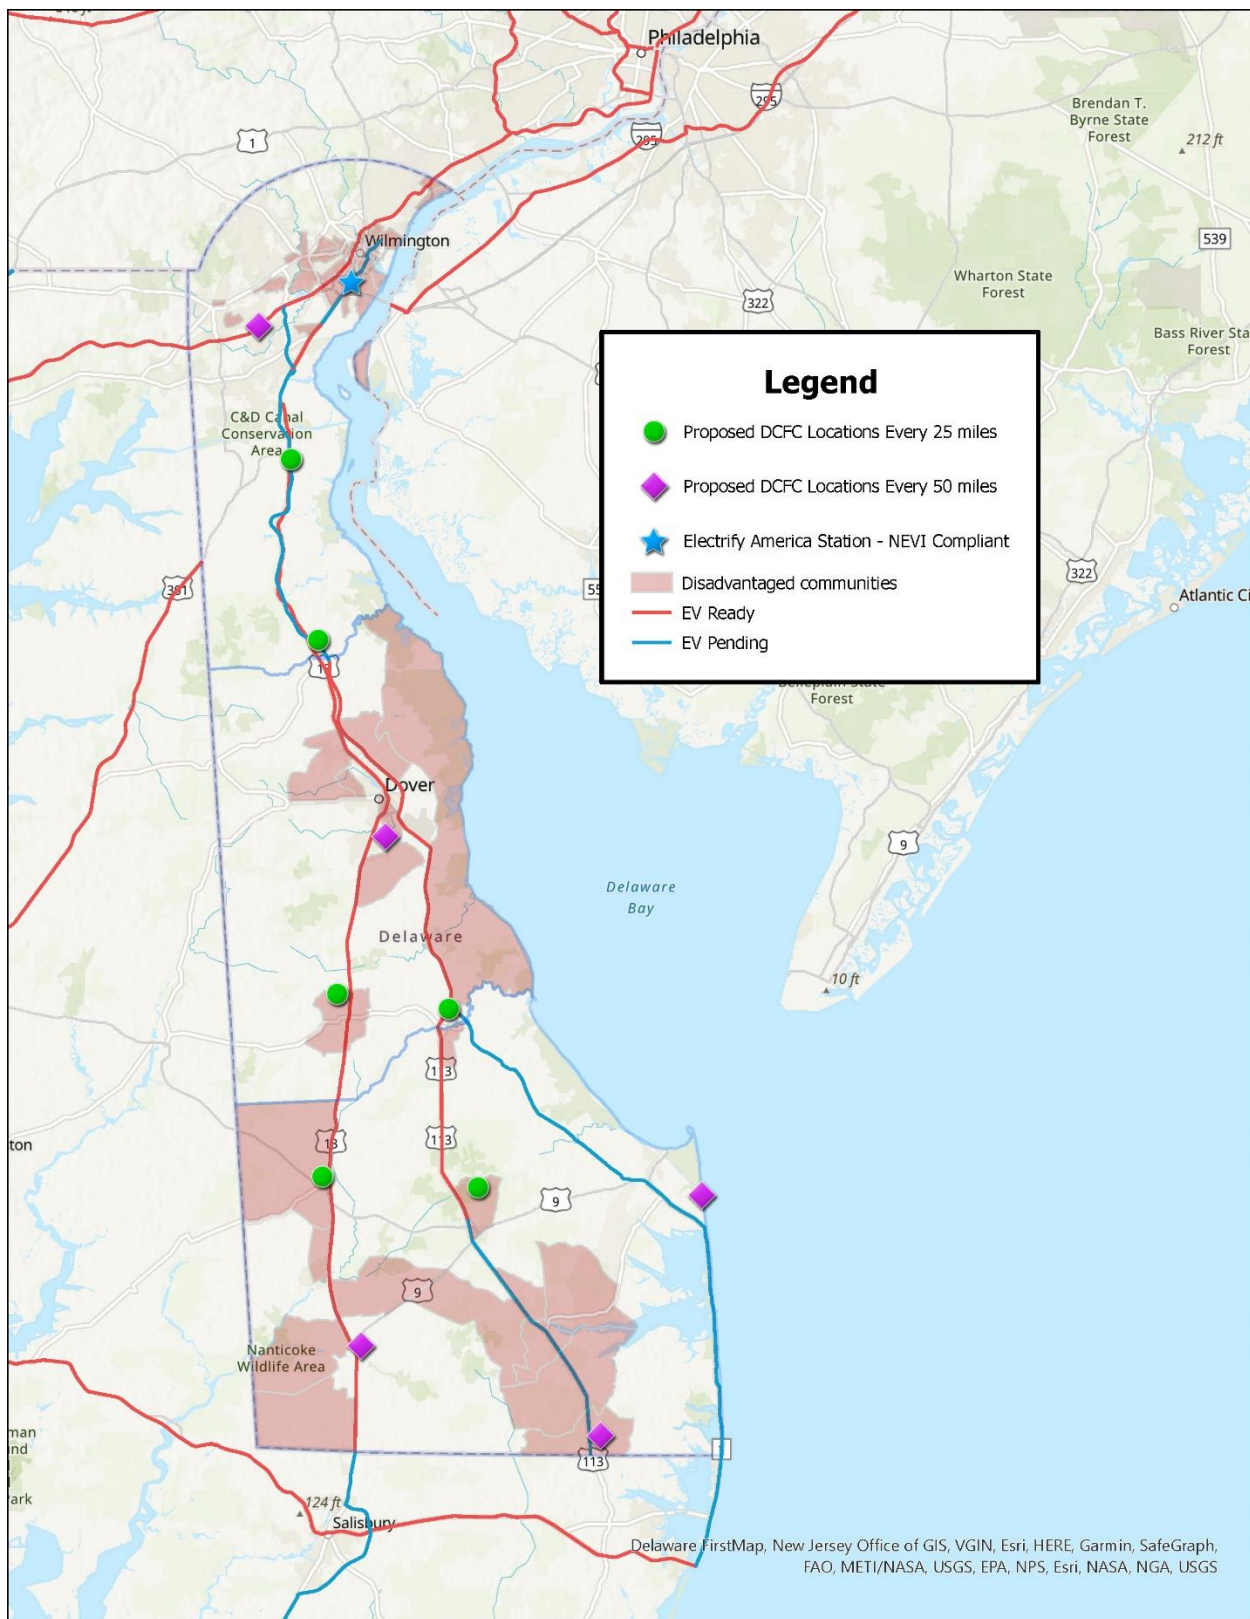 Philadelphia
295
Brendan T.
Byrne State
Forest
1
295
212 ft
Wilmington
539
Wharton State
Forest
322
Bass River Sta
Forest
Legend
Proposed DCFC Locations Every 25 miles
C&D Canal
Conservation
Area
Proposed DCFC Locations Every 50 miles
Electrify America Station - NEVI Compliant
322
Disadvantaged communities
301
55
Atlantic Ci
EV Ready
EV Pending
13
Belleplain State
Forest
Dover
9
Delaware
Bay
Delaware
10 ft
113
ton
13
113
9
9
Nanticoke
Wildlife Area
man
nd
1
113
Park
124 ft
Salisbury
Delaware FirstMap, New Jersey Office of GIS, VGIN, Esri, HERE, Garmin, SafeGraph,
FAO, METI/NASA, USGS, EPA, NPS, Esri, NASA, NGA, USGS